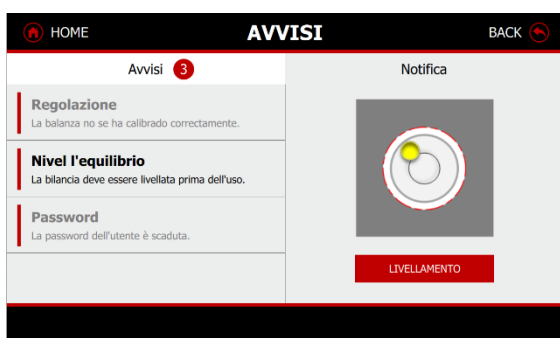 HOME
AVVISI
BACK
Avvisi 3
Notifica
Regolazione
La balanza no se ha calibrado correctamente.
Nivel l'equilibrio
La bilancia deve essere livellata prima dell'uso.
Password
La password dell'utente è scaduta.
LIVELLAMENTO